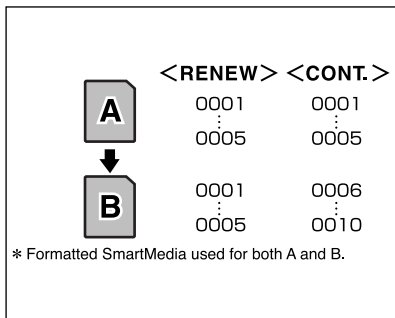 <RENEW> <CONT.>
A 0001 0001
⋮ ⋮
0005 0005
B 0001 0006
⋮ ⋮
0005 0010
* Formatted SmartMedia used for both A and B.